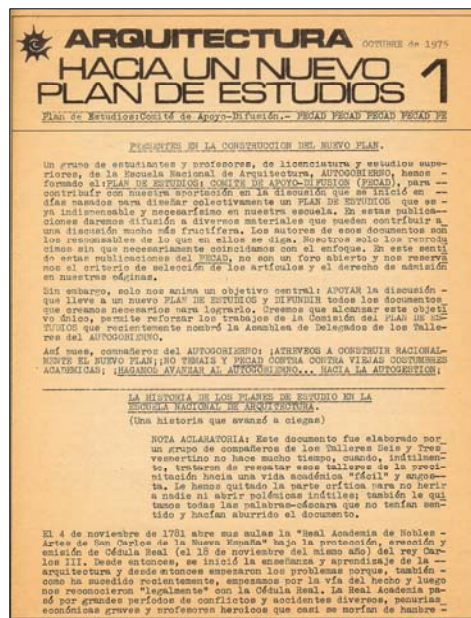 ARQUITECTURA OCTUBRE de 1975
HACIA UN NUEVO
PLAN DE ESTUDIOS 1
Plan de Estudios:Comité de Apoyo-Difusión.- PECAD PECAD PECAD PECAD PE
PRESENTES EN LA CONSTRUCCION DEL NUEVO PLAN.
Un grupo de estudiantes y profesores, de licenciatura y estudios supe-
riores, de la Escuela Nacional de Arquitectura, AUTOGOBIERNO, hemos -
formado el:PLAN DE ESTUDIOS: COMITE DE APOYO-DIFUSION (PECAD), para --
contribuir con nuestra aportación en la discusión que se inició en --
días pasados para diseñar colectivamente un PLAN DE ESTUDIOS que es -
ya indispensable y necesarísimo en nuestra escuela. En estas publica-
ciones daremos difusión a diversos materiales que pueden contribuir a
una discusión mucho más fructífera. Los autores de esos documentos son
los responsables de lo que en ellos se diga. Nosotros solo los reprodu
cimos sin que necesariamente coincidamos con el enfoque. En este senti
do estas publicaciones del PECAD, no son un foro abierto y nos reserva
mos el criterio de selección de los artículos y el derecho de admisión
en nuestras páginas.
Sin embargo, solo nos anima un objetivo central: APOYAR la discusión -
que lleve a un nuevo PLAN DE ESTUDIOS y DIFUNDIR todos los documentos
que creamos necesarios para lograrlo. Creemos que alcanzar este objeti
vo único, permite reforzar los trabajos de la Comisión del PLAN DE ES-
TUDIOS que recientemente nombró la Asamblea de Delegados de los Talle-
res del AUTOGOBIERNO.
Así pues, compañeros del AUTOGOBIERNO: ¡ATREVEOS A CONSTRUIR RACIONAL-
MENTE EL NUEVO PLAN;¡NO TEMAIS Y PECAD CONTRA CONTRA VIEJAS COSTUMBRES
ACADEMICAS; ¡HAGANOS AVANZAR AL AUTOGOBIERNO... HACIA LA AUTOGESTION;
LA HISTORIA DE LOS PLANES DE ESTUDIO EN LA
ESCUELA NACIONAL DE ARQUITECTURA.
(Una historia que avanzó a ciegas)
NOTA ACLARATORIA: Este documento fue elaborado por
un grupo de compañeros de los Talleres Seis y Tres
vespertino no hace mucho tiempo, cuando, inútilmen-
te, trataron de rescatar esos talleres de la preci-
pitación hacia una vida académica "fácil" y angos-
ta. Le hemos quitado la parte crítica para no herir
a nadie ni abrir polémicas inútiles; también le qui
tamos todas las palabras-cáscara que no tenían sen-
tido y hacían aburrido el documento.
El 4 de noviembre de 1781 abre sus aulas la "Real Academia de Nobles -
Artes de San Carlos de la Nueva España" bajo la protección, erección y
emisión de Cédula Real (el 18 de noviembre del mismo año) del rey Car-
los III. Desde entonces, se inició la enseñanza y aprendizaje de la --
arquitectura y desde entonces empezaron los problemas porque, también -
como ha sucedido recientemente, empezamos por la vía del hecho y luego
nos reconocieron "legalmente" con la Cédula Real. La Real Academia pa-
só por grandes períodos de conflictos y accidentes diversos, penurias
económicas graves y profesores heroicos que casi se morían de hambre -